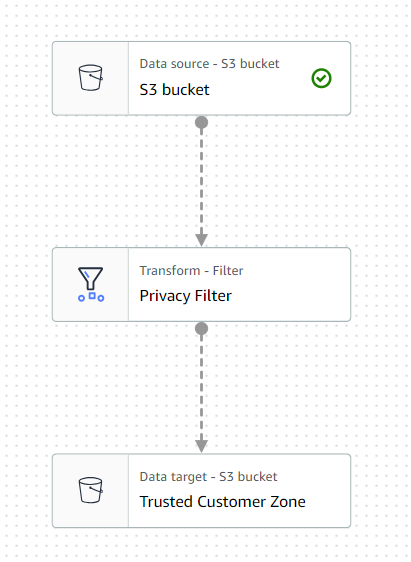 Data source - S3 bucket
S3 bucket
Transform - Filter
Privacy Filter
Data target - S3 bucket
Trusted Customer Zone